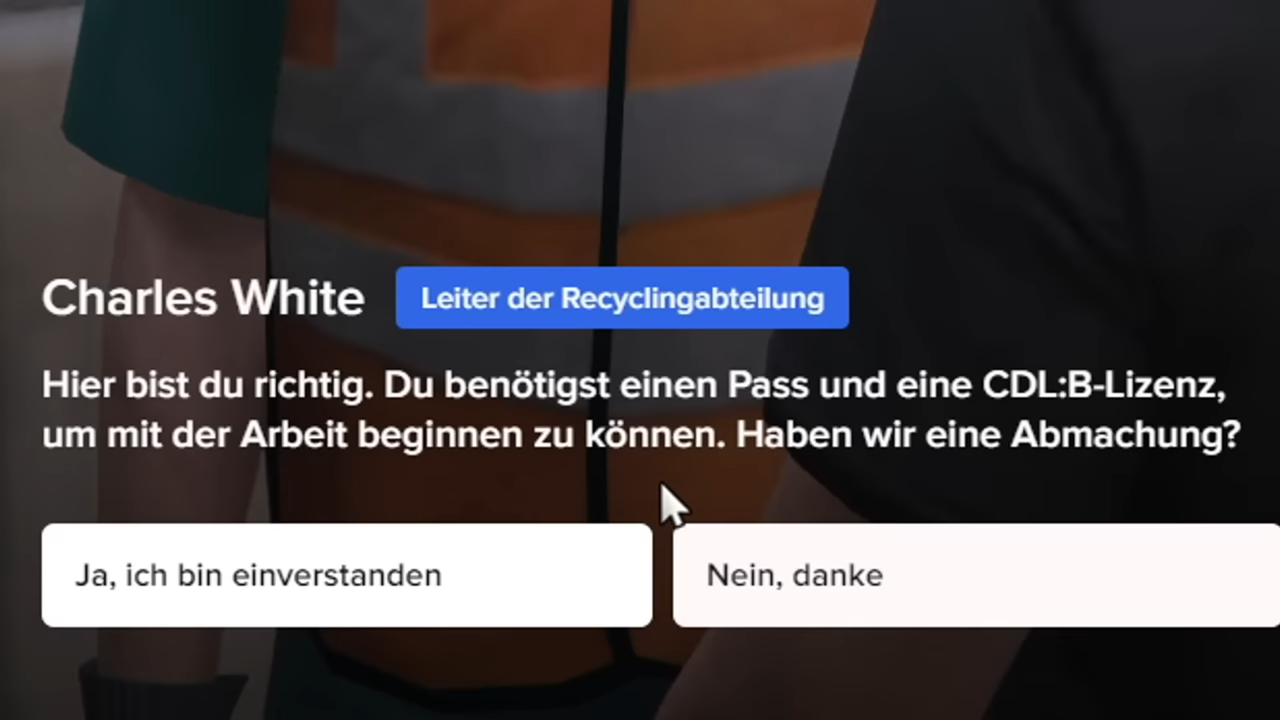 Charles White
Leiter der Recyclingabteilung
Hier bist du richtig. Du benötigst einen Pass und eine CDL:B-Lizenz,
um mit der Arbeit beginnen zu können. Haben wir eine Abmachung?
Ja, ich bin einverstanden
Nein, danke